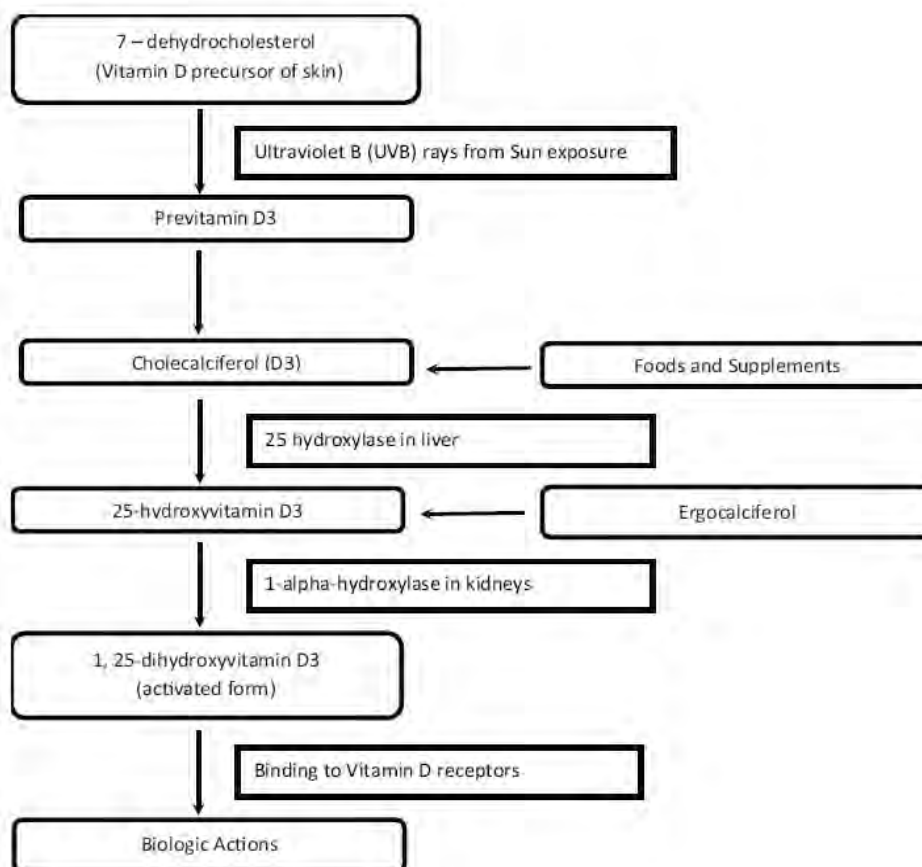 7 – dehydrocholesterol
(Vitamin D precursor of skin)
Ultraviolet B (UVB) rays from Sun exposure
Previtamin D3
Cholecalciferol (D3)
Foods and Supplements
25 hydroxylase in liver
25-hydroxyvitamin D3
Ergocalciferol
1-alpha-hydroxylase in kidneys
1, 25-dihydroxyvitamin D3
(activated form)
Binding to Vitamin D receptors
Biologic Actions